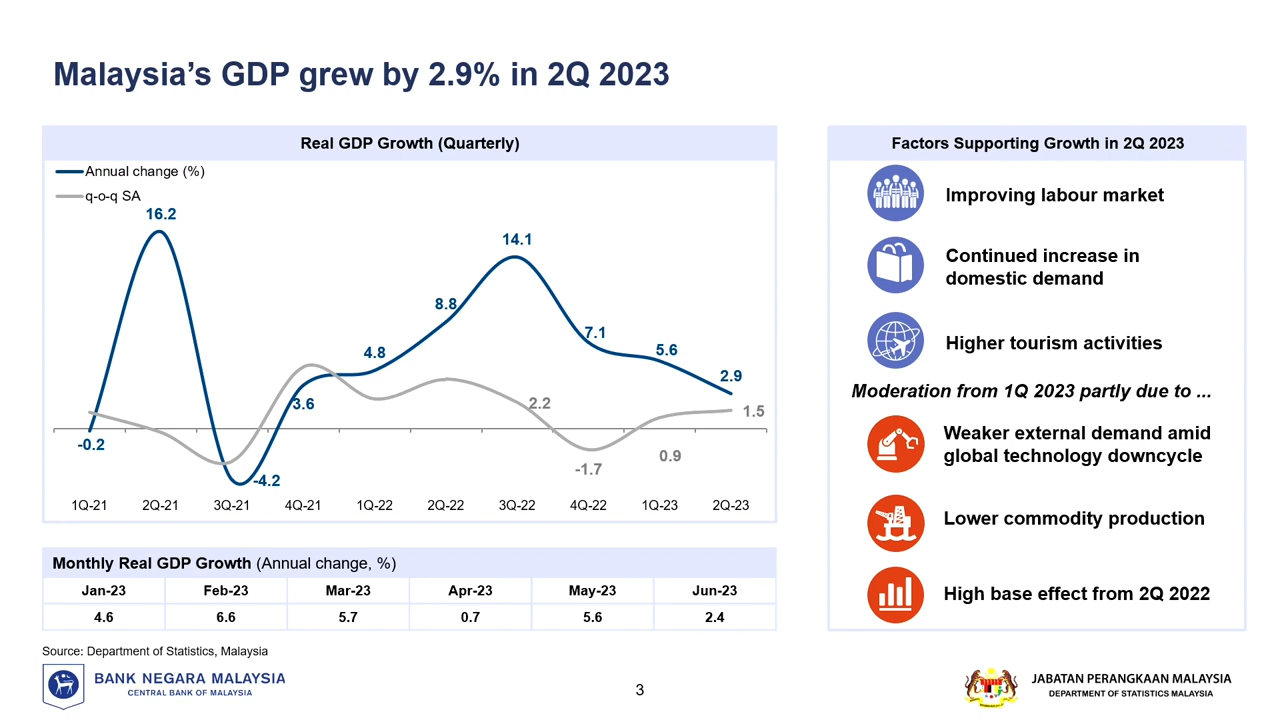 Malaysia’s GDP grew by 2.9% in 2Q 2023
Real GDP Growth (Quarterly)
Annual change (%)
q-o-q SA
16.2
14.1
8.8
7.1
4.8
5.6
2.9
3.6
2.2
1.5
-0.2
0.9
-1.7
-4.2
1Q-21 2Q-21 3Q-21 4Q-21 1Q-22 2Q-22 3Q-22 4Q-22 1Q-23 2Q-23
Monthly Real GDP Growth (Annual change, %)
Jan-23 Feb-23 Mar-23 Apr-23 May-23 Jun-23
4.6 6.6 5.7 0.7 5.6 2.4
Source: Department of Statistics, Malaysia
Factors Supporting Growth in 2Q 2023
Improving labour market
Continued increase in
domestic demand
Higher tourism activities
Moderation from 1Q 2023 partly due to ...
Weaker external demand amid
global technology downcycle
Lower commodity production
High base effect from 2Q 2022
BANK NEGARA MALAYSIA
CENTRAL BANK OF MALAYSIA
3
JABATAN PERANGKAAN MALAYSIA
DEPARTMENT OF STATISTICS MALAYSIA